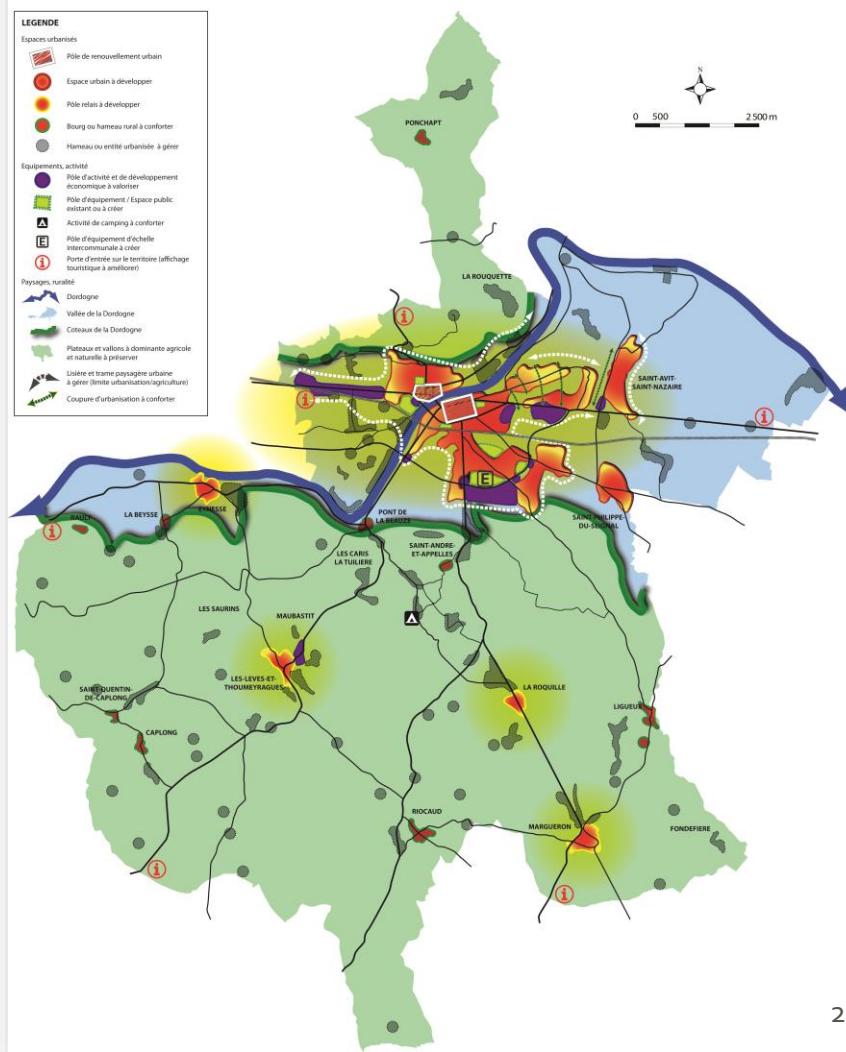 LEGENDE
Espaces urbanisés
Pôle de renouvellement urbain
Espace urbain à développer
Pôle relais à développer
Bourg ou hameau rural à conforter
Hameau ou entité urbanisée à gérer
Equipements, activité
Pôle d'activité et de développement
économique à valoriser
Pôle d'équipement / Espace public
existant ou à créer
Activité de camping à conforter
E
Pôle d'équipement d'échelle
intercommunale à créer
i
Porte d'entrée sur le territoire (affichage
touristique à améliorer)
Paysages, ruralité
Dordogne
Vallée de la Dordogne
Coteaux de la Dordogne
Plateaux et vallons à dominante agricole
et naturelle à préserver
Lisière et trame paysagère urbaine
à gérer (limite urbanisation/agriculture)
Coupure d'urbanisation à conforter
N
0 500 2 500 m
PONCHAPT
LA ROUQUETTE
i
SAINT-AVIT-
SAINT-NAZAIRE
i
i
E
EYNESSE
LA BEYSSE
RAULY
i
PONT DE
LA BEAUZE
SAINT-PHILIPPE-
DU-SEIGNAL
SAINT-ANDRE-
ET-APPELLES
LES CARIS
LA TUILIERE
LES SAURINS
MAUBASTIT
LES-LEVES-ET-
THOUMEYRAGUES
SAINT-QUENTIN-
DE-CAPLONG
CAPLONG
LA ROQUILLE
LIGUEUX
RIOCAUD
MARGUERON
FONDEFIERE
i
i
2